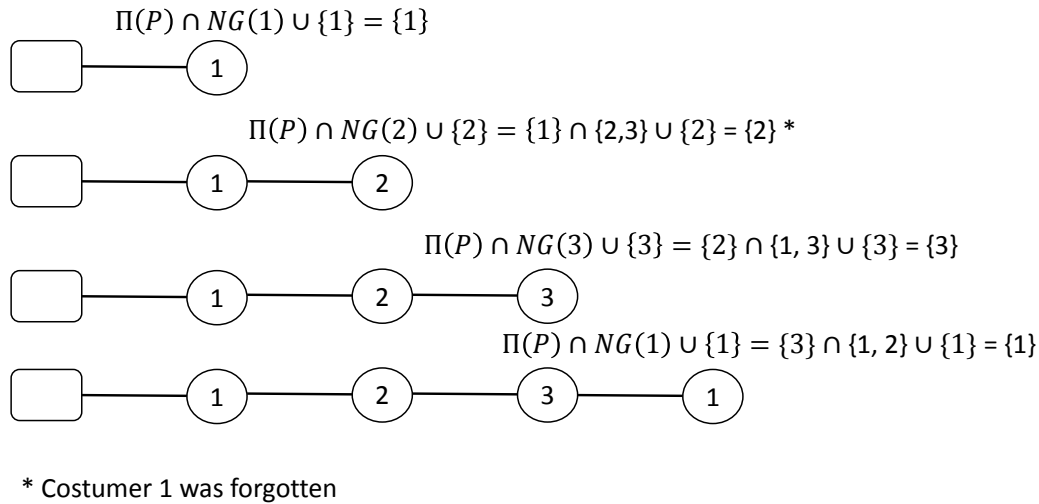 Π(P) ∩ NG(1) ∪ {1} = {1}
1
Π(P) ∩ NG(2) ∪ {2} = {1} ∩ {2,3} ∪ {2} = {2} *
1 2
Π(P) ∩ NG(3) ∪ {3} = {2} ∩ {1, 3} ∪ {3} = {3}
1 2 3
Π(P) ∩ NG(1) ∪ {1} = {3} ∩ {1, 2} ∪ {1} = {1}
1 2 3 1
* Costumer 1 was forgotten